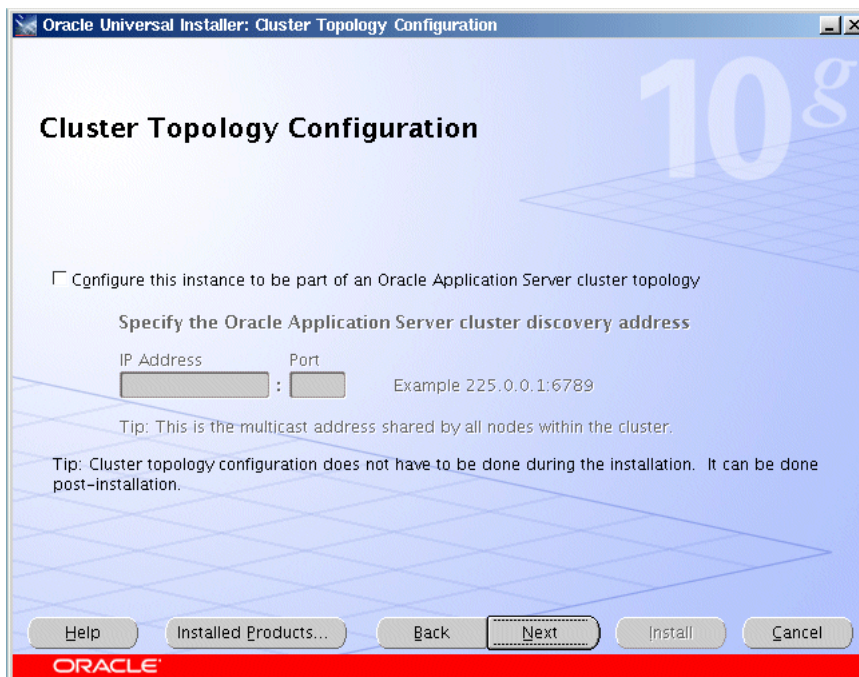 Oracle Universal Installer: Cluster Topology Configuration
10g
Cluster Topology Configuration
Configure this instance to be part of an Oracle Application Server cluster topology
Specify the Oracle Application Server cluster discovery address
IP Address Port
: Example 225.0.0.1:6789
Tip: This is the multicast address shared by all nodes within the cluster.
Tip: Cluster topology configuration does not have to be done during the installation. It can be done
post-installation.
Help Installed Products... Back Next Install Cancel
ORACLE